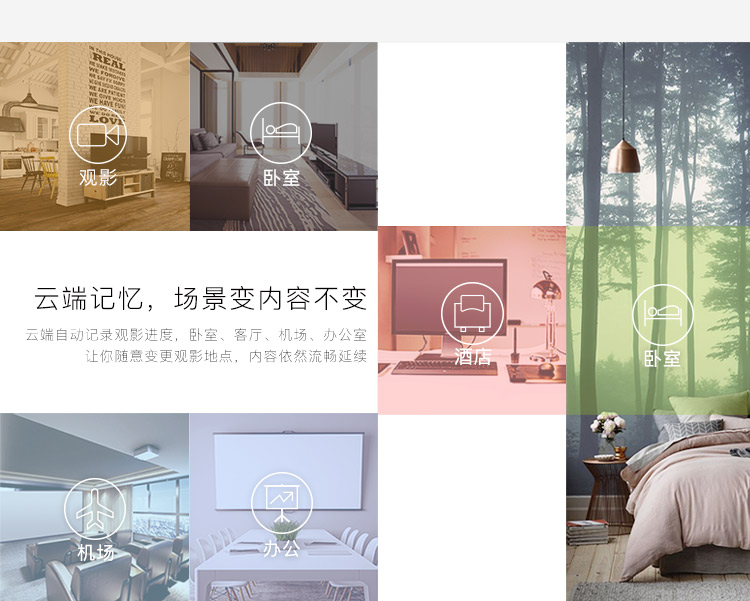 IN THIS HOUSE
REAL
LOVE
观影
卧室
云端记忆，场景变内容不变
云端自动记录观影进度，卧室、客厅、机场、办公室
让你随意变更观影地点，内容依然流畅延续
酒店
卧室
机场
办公